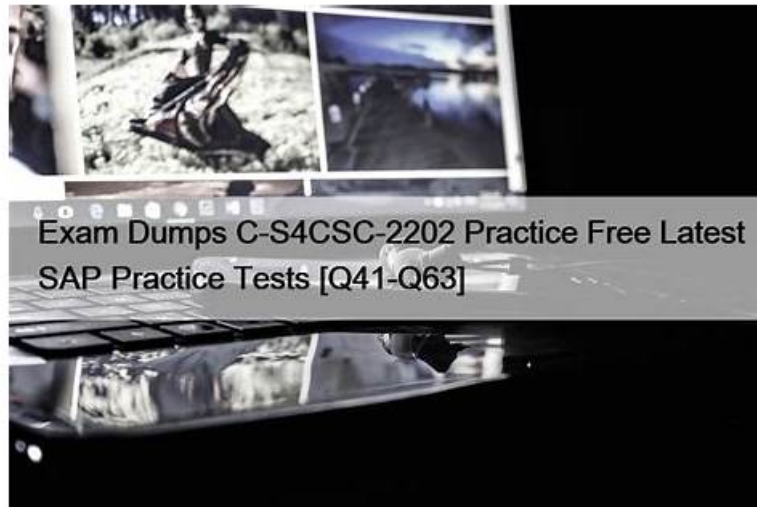 Exam Dumps C-S4CSC-2202 Practice Free Latest
SAP Practice Tests [Q41-Q63]